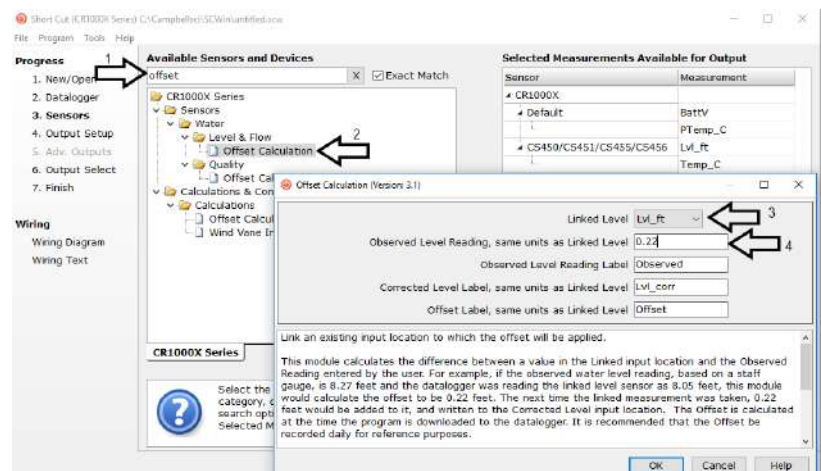 Short Cut (CR1000X Series) C:\Campbellsci\SCWin\untitled.scw
File Program Tools Help
Progress
1. New/Open
2. Datalogger
3. Sensors
4. Output Setup
5. Adv. Outputs
6. Output Select
7. Finish
Wiring
Wiring Diagram
Wiring Text
1
Available Sensors and Devices
offset
X
Exact Match
CR1000X Series
Sensors
Water
Level & Flow
Offset Calculation
2
Quality
Offset Cal
Calculations & Con
Calculations
Offset Calcul
Wind Vane In
CR1000X Series
Select the
category, c
search opti
Selected M
Selected Measurements Available for Output
Sensor Measurement
CR1000X
Default BattV
PTemp_C
CS450/CS451/CS455/CS456 Lvl_ft
Temp_C
Offset Calculation (Version: 3.1)
Linked Level Lvl_ft
3
Observed Level Reading, same units as Linked Level 0.22
4
Observed Level Reading Label Observed
Corrected Level Label, same units as Linked Level Lvl_corr
Offset Label, same units as Linked Level Offset
Link an existing input location to which the offset will be applied.
This module calculates the difference between a value in the Linked input location and the Observed
Reading entered by the user. For example, if the observed water level reading, based on a staff
gauge, is 8.27 feet and the datalogger was reading the linked level sensor as 8.05 feet, this module
would calculate the offset to be 0.22 feet. The next time the linked measurement was taken, 0.22
feet would be added to it, and written to the Corrected Level input location. The Offset is calculated
at the time the program is downloaded to the datalogger. It is recommended that the Offset be
recorded daily for reference purposes.
OK Cancel Help